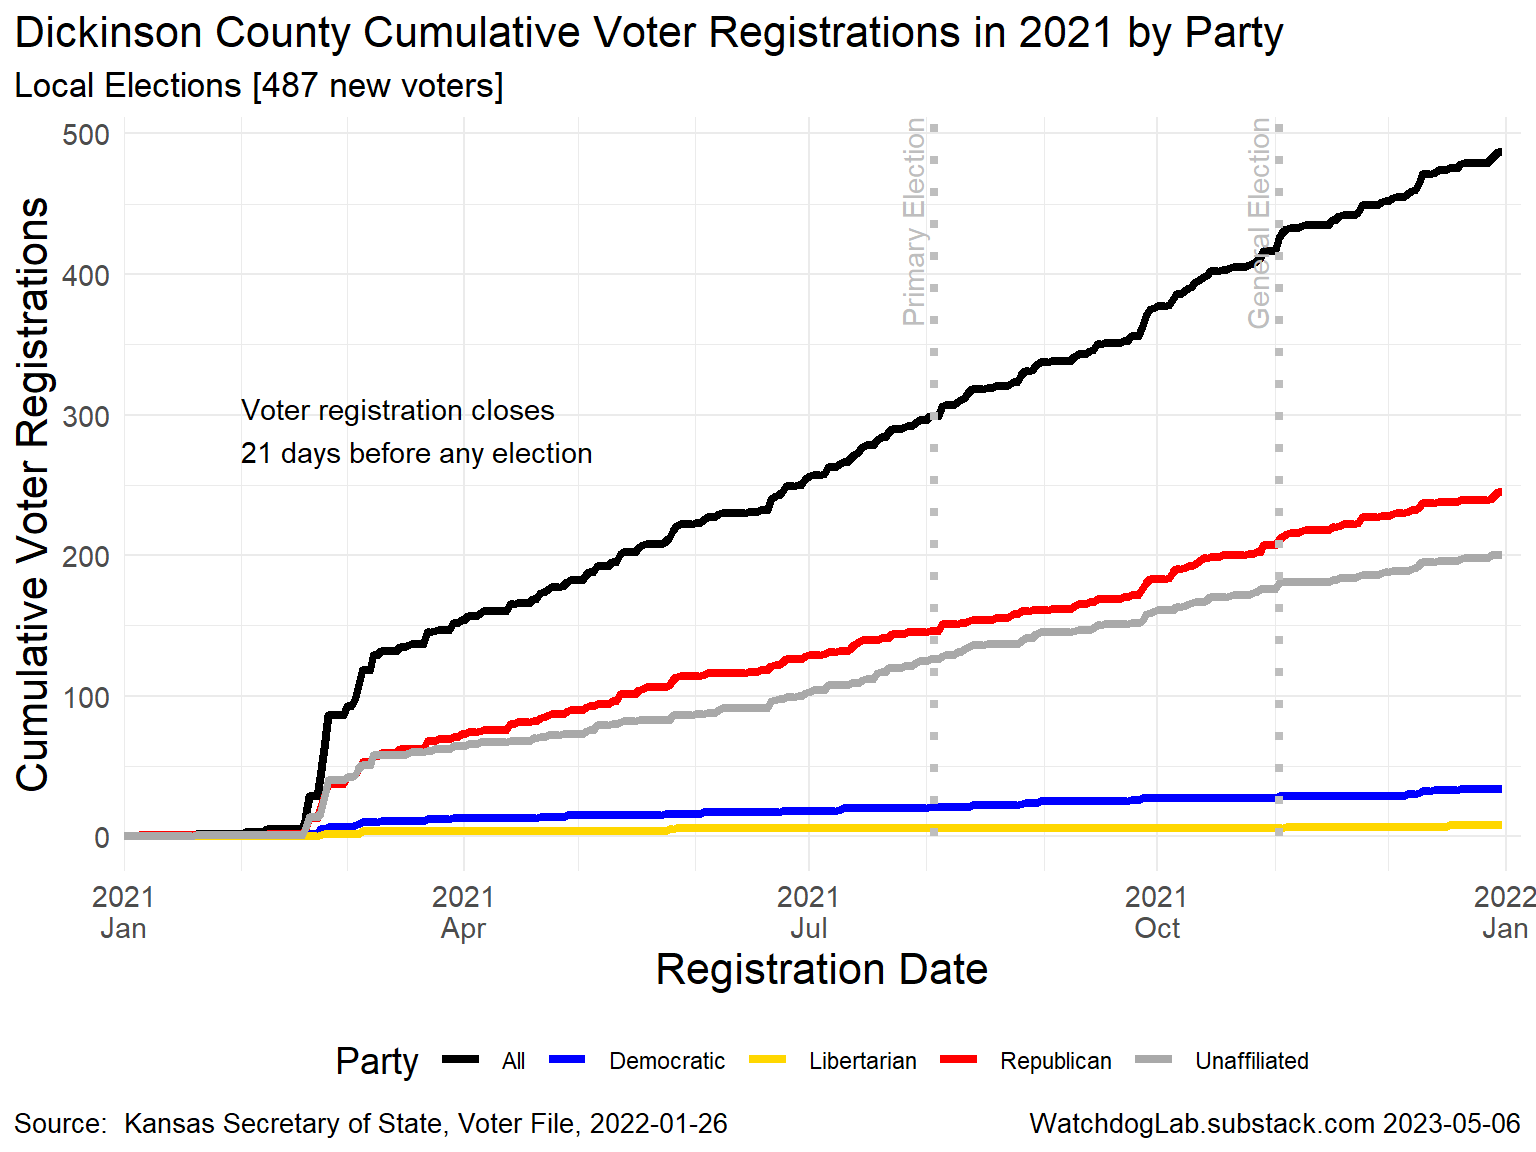 Dickinson County Cumulative Voter Registrations in 2021 by Party
Local Elections [487 new voters]
Cumulative Voter Registrations
500
400
300
200
100
0
Primary Election
General Election
Voter registration closes
21 days before any election
2021 2021 2021 2021 2022
Jan Apr Jul Oct Jan
Registration Date
Party All Democratic Libertarian Republican Unaffiliated
Source:  Kansas Secretary of State, Voter File, 2022-01-26
WatchdogLab.substack.com 2023-05-06